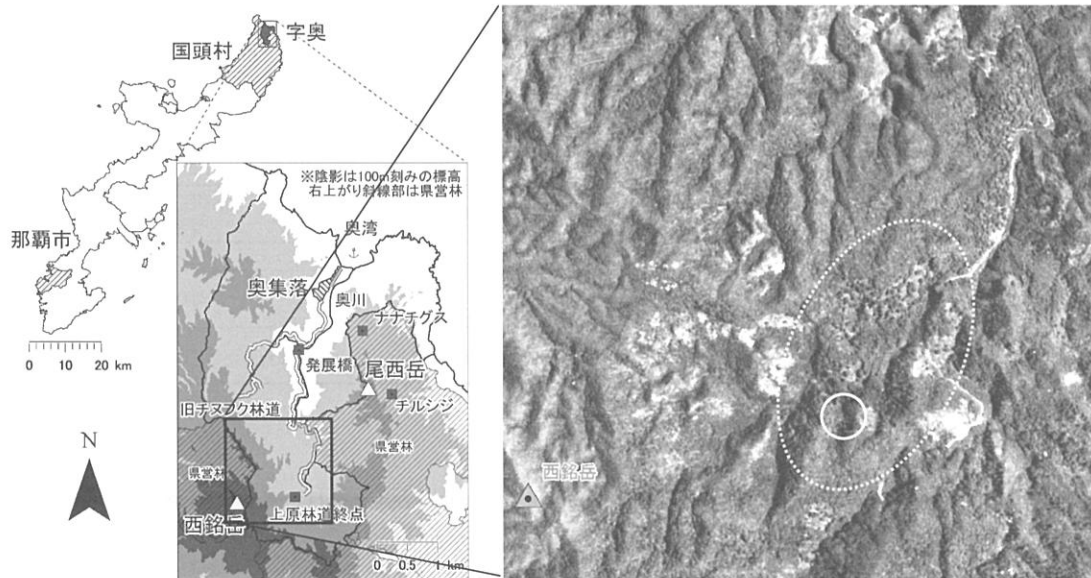 字奥
国頭村
那覇市
0 10 20 km
N
※陰影は100m刻みの標高
右上がり斜線部は県営林
奥湾
奥集落
奥川
ナナチグス
発展橋
尾西岳
チルシジ
旧チヌフク林道
県営林
県営林
西銘岳
上原林道終点
0 0.5 1 km
西銘岳